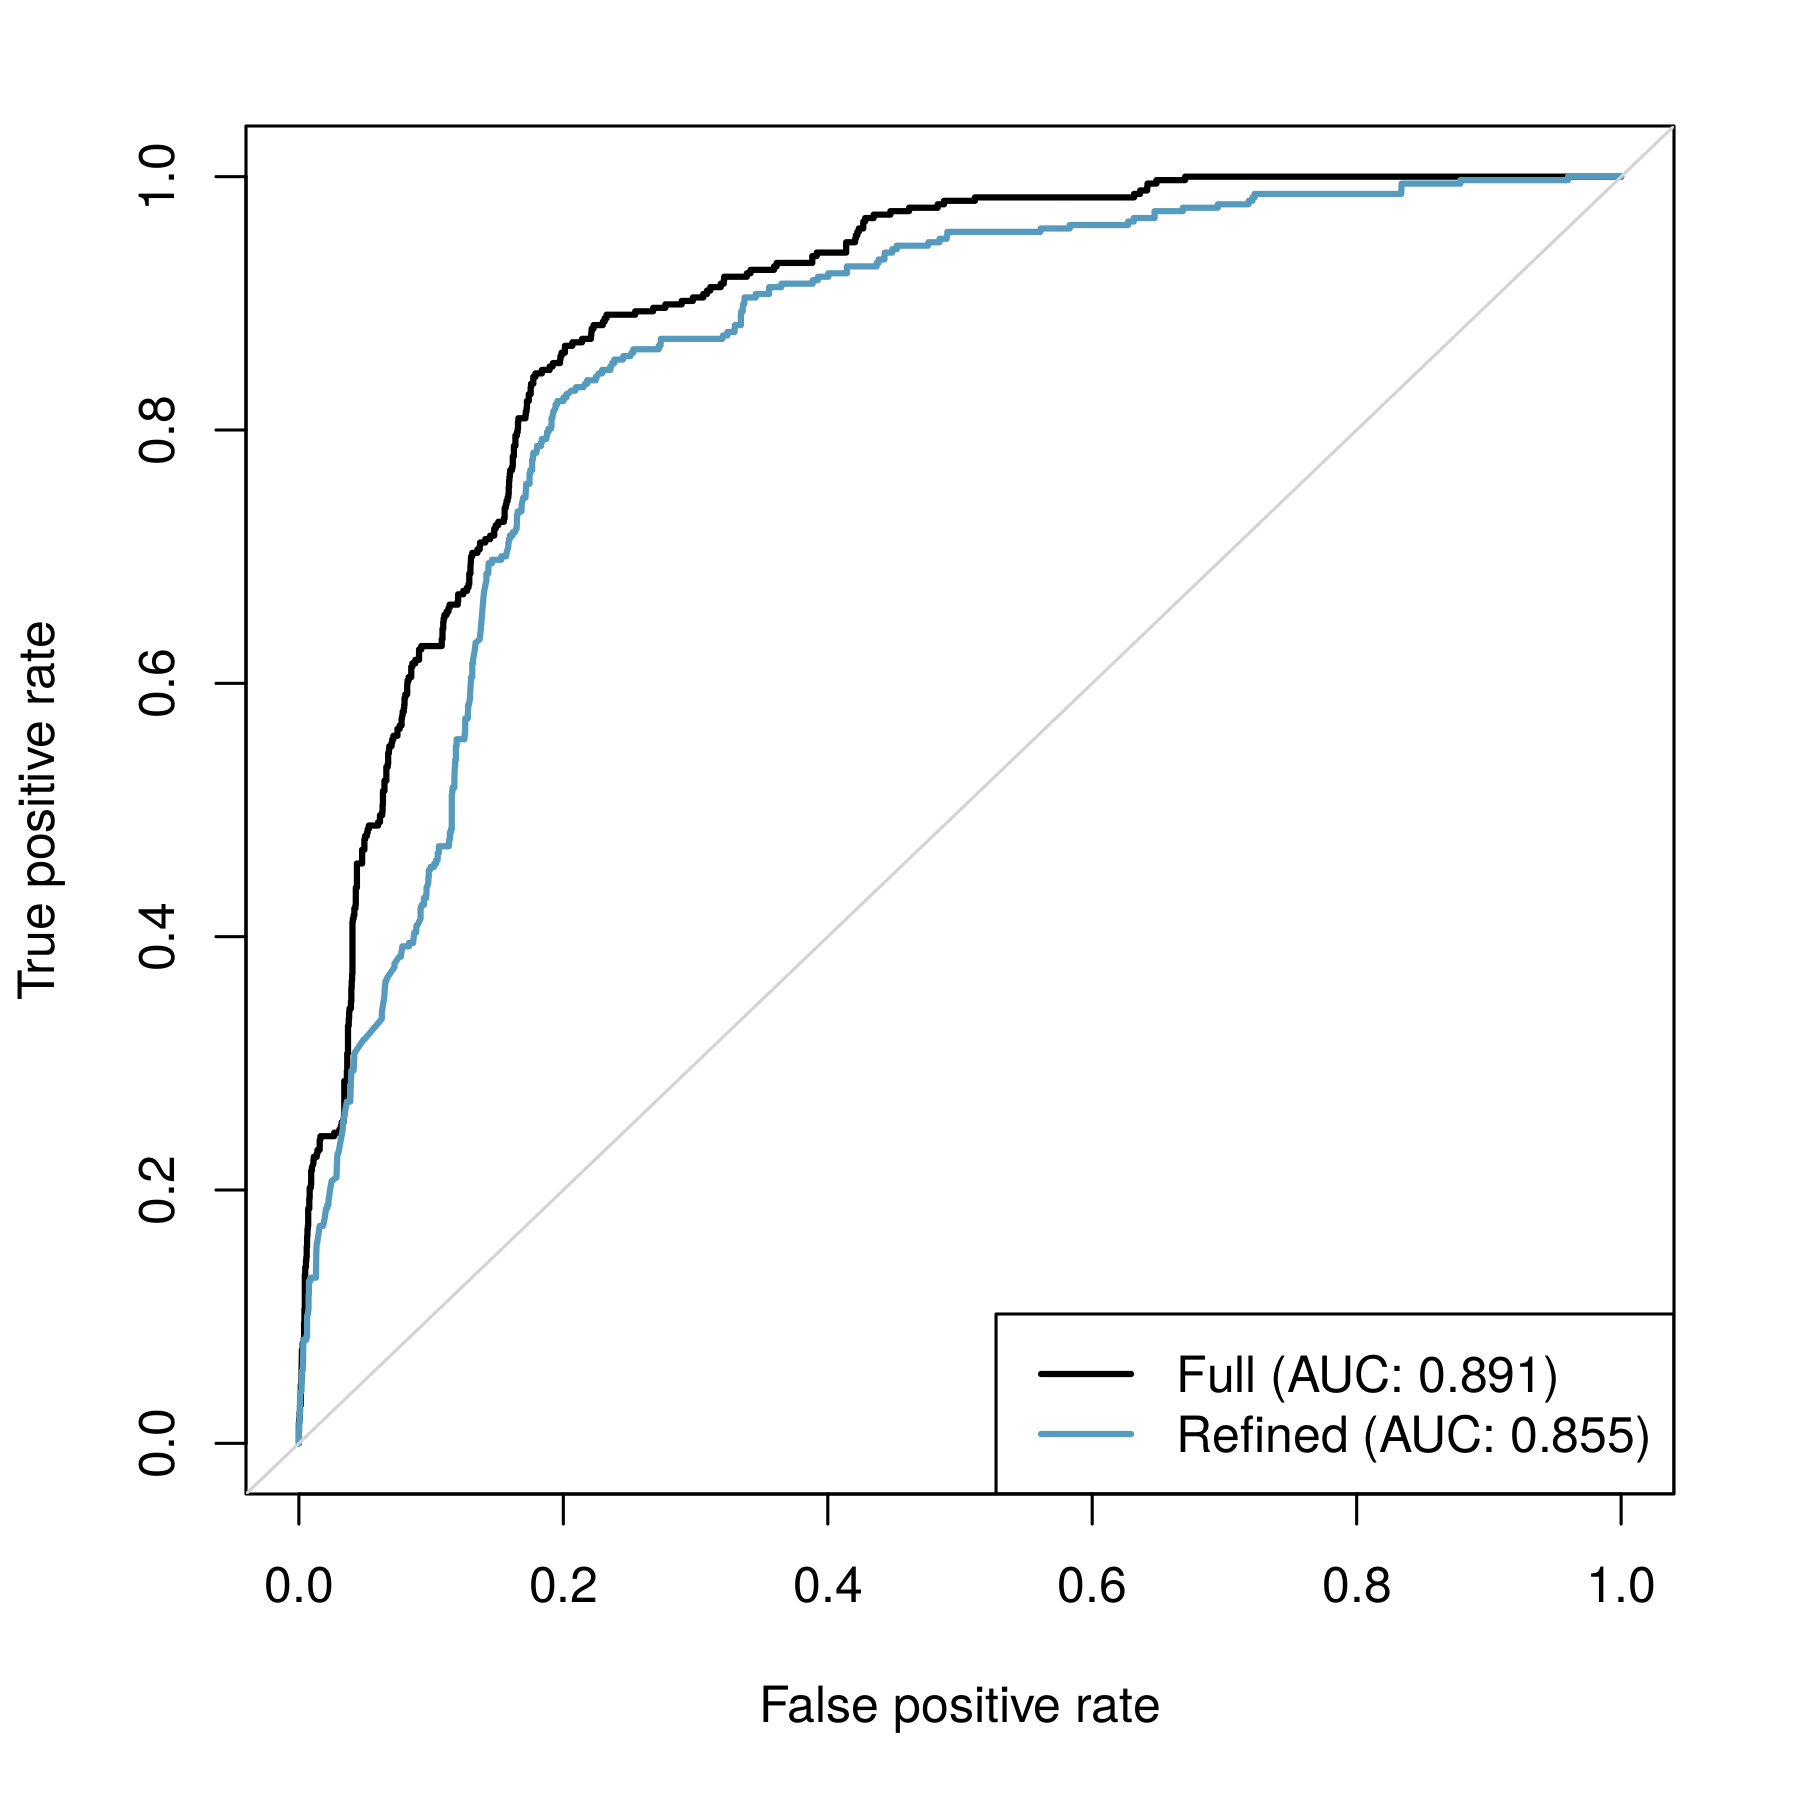 True positive rate
1.0
0.8
0.6
0.4
0.2
0.0
Full (AUC: 0.891)
Refined (AUC: 0.855)
0.0 0.2 0.4 0.6 0.8 1.0
False positive rate